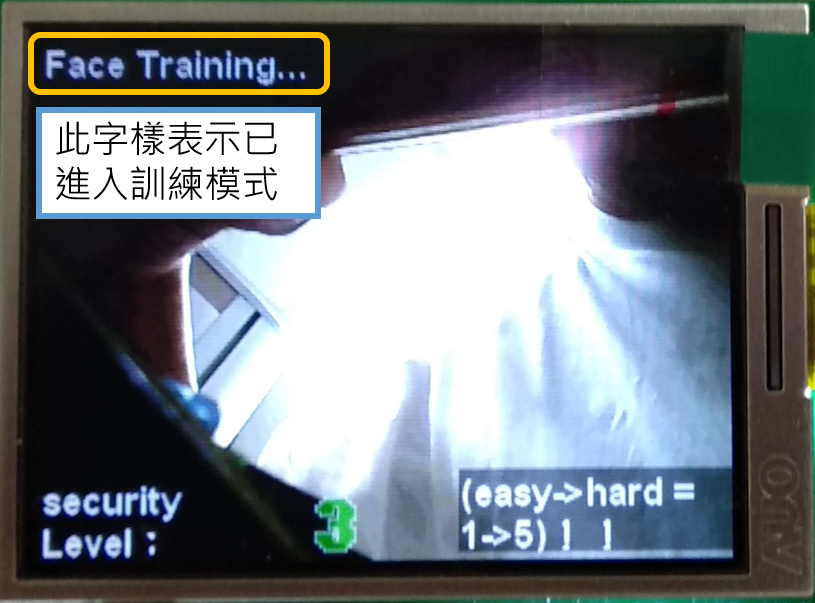 Face Training...
此字樣表示已
進入訓練模式
security
Level :
3
(easy->hard =
1->5) ] ]